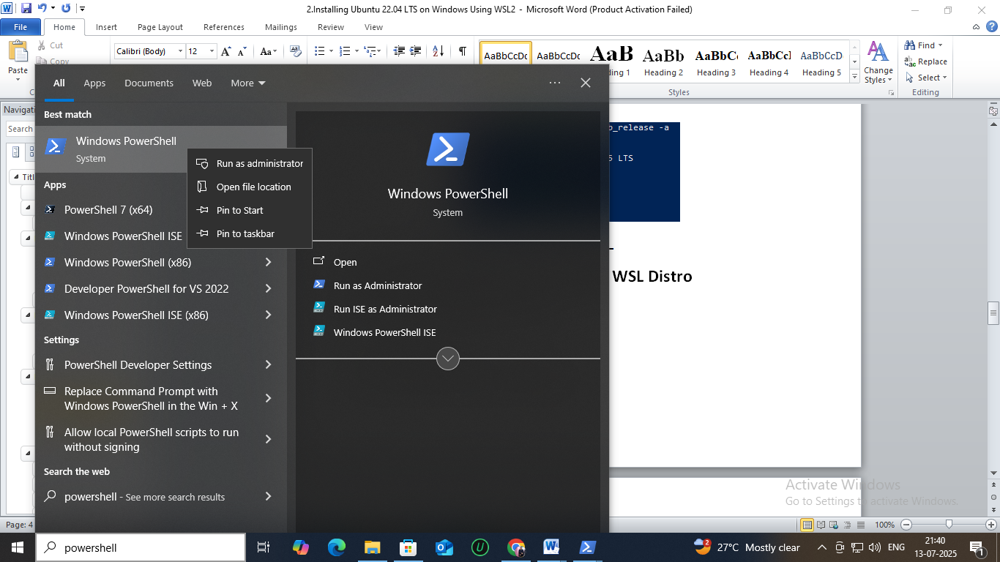 2.Installing Ubuntu 22.04 LTS on Windows Using WSL2 - Microsoft Word (Product Activation Failed)
File Home Insert Page Layout References Mailings Review View
Paste
Cut
Copy
Calibri (Body) 12
AaBbCcDc AaBbCcDc AaB AaBb AaBbC AaBbCcI AaBbCcD
ding 1 Heading 2 Heading 3 Heading 4 Heading 5
Change
Styles
Styles
Find
Replace
Select
Editing
Navigati
Search
Titl
All Apps Documents Web More
Best match
Windows PowerShell
System
Run as administrator
Open file location
Pin to Start
Pin to taskbar
Apps
PowerShell 7 (x64)
Windows PowerShell ISE
Windows PowerShell (x86)
Developer PowerShell for VS 2022
Windows PowerShell ISE (x86)
Settings
PowerShell Developer Settings
Replace Command Prompt with
Windows PowerShell in the Win + X
Allow local PowerShell scripts to run
without signing
Search the web
powershell - See more search results
Windows PowerShell
System
Open
Run as Administrator
Run ISE as Administrator
Windows PowerShell ISE
_release -a
LTS
WSL Distro
Activate Windows
Go to Settings to activate Windows.
Page: 4
100%
powershell
27°C Mostly clear
ENG
21:40
13-07-2025
2
1